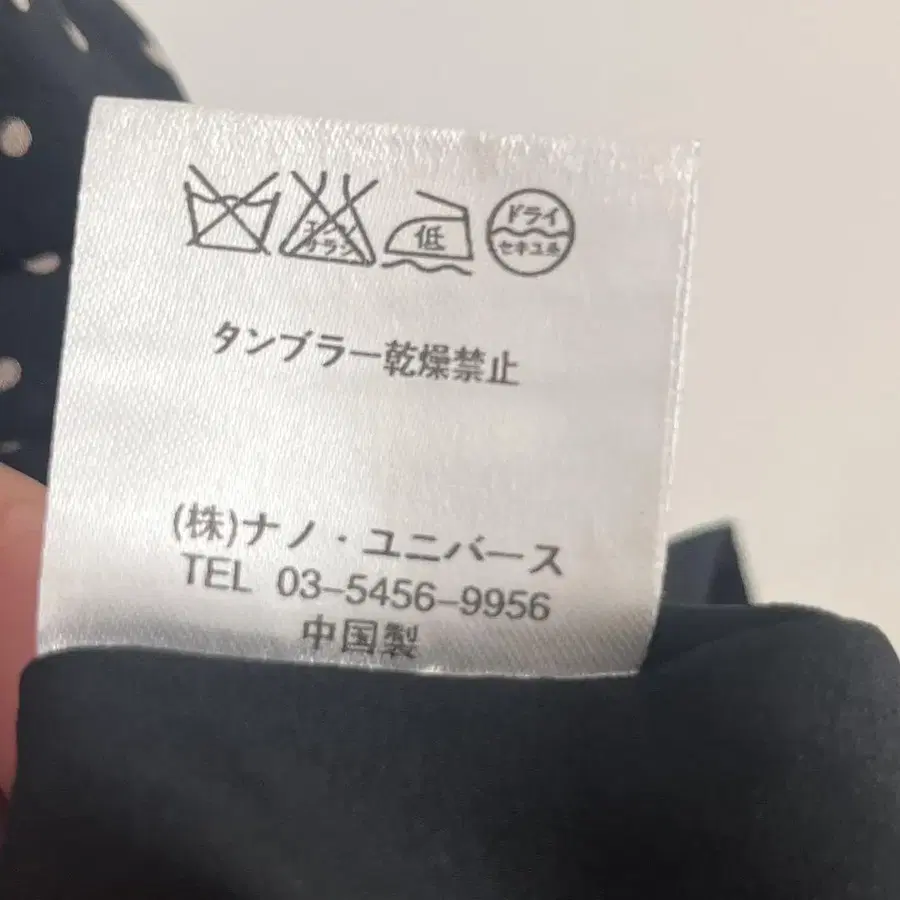 エンソ
サラシ
低
ドライ
セキユ系
タンブラー乾燥禁止
(株)ナノ・ユニバース
TEL 03-5456-9956
中国製